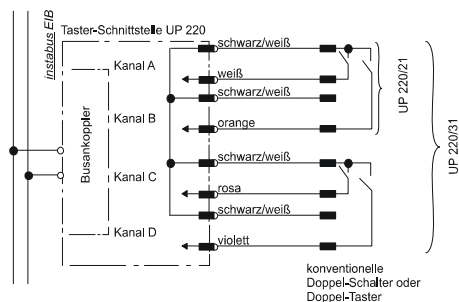 instabus EIB
Taster-Schnittstelle UP 220
schwarz/weiß
Kanal A
weiß
schwarz/weiß
Kanal B
orange
UP 220/21
UP 220/31
Busankoppler
schwarz/weiß
Kanal C
rosa
schwarz/weiß
Kanal D
violett
konventionelle
Doppel-Schalter oder
Doppel-Taster